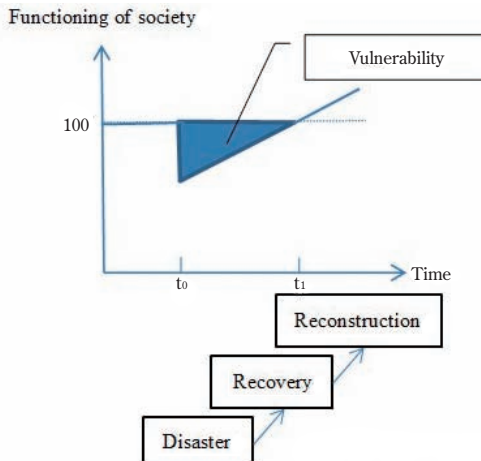 Functioning of society
Vulnerability
100
t0 t1 Time
Reconstruction
Recovery
Disaster